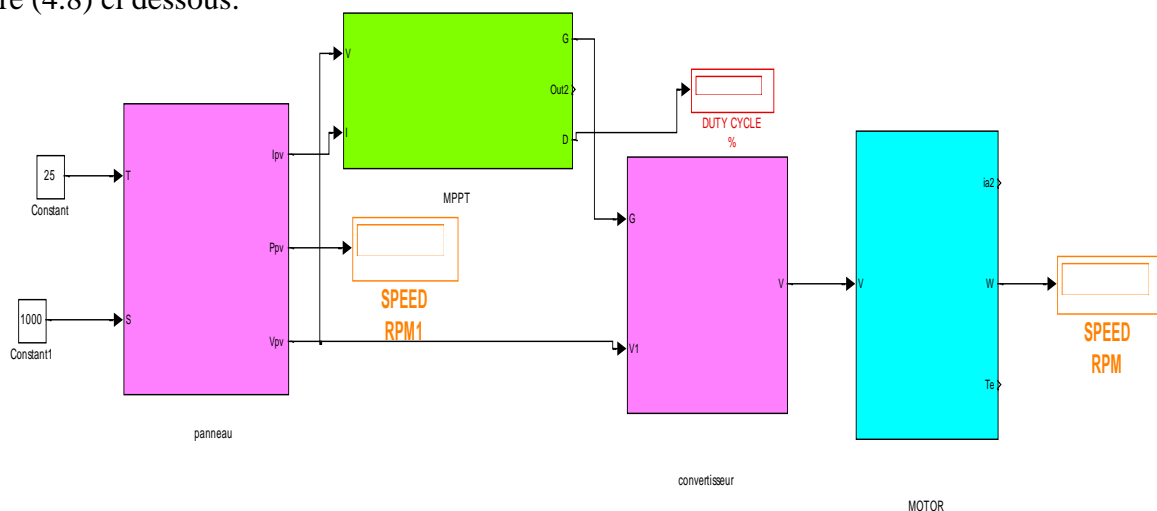 re (4.8) ci dessous:
V
I
G
Out2
D
MPPT
DUTY CYCLE
%
25
Constant
1000
Constant1
T
S
Ipv
Ppv
Vpv
panneau
SPEED
RPM1
G
V1
V
convertisseur
V
ia2
W
Te
MOTOR
SPEED
RPM